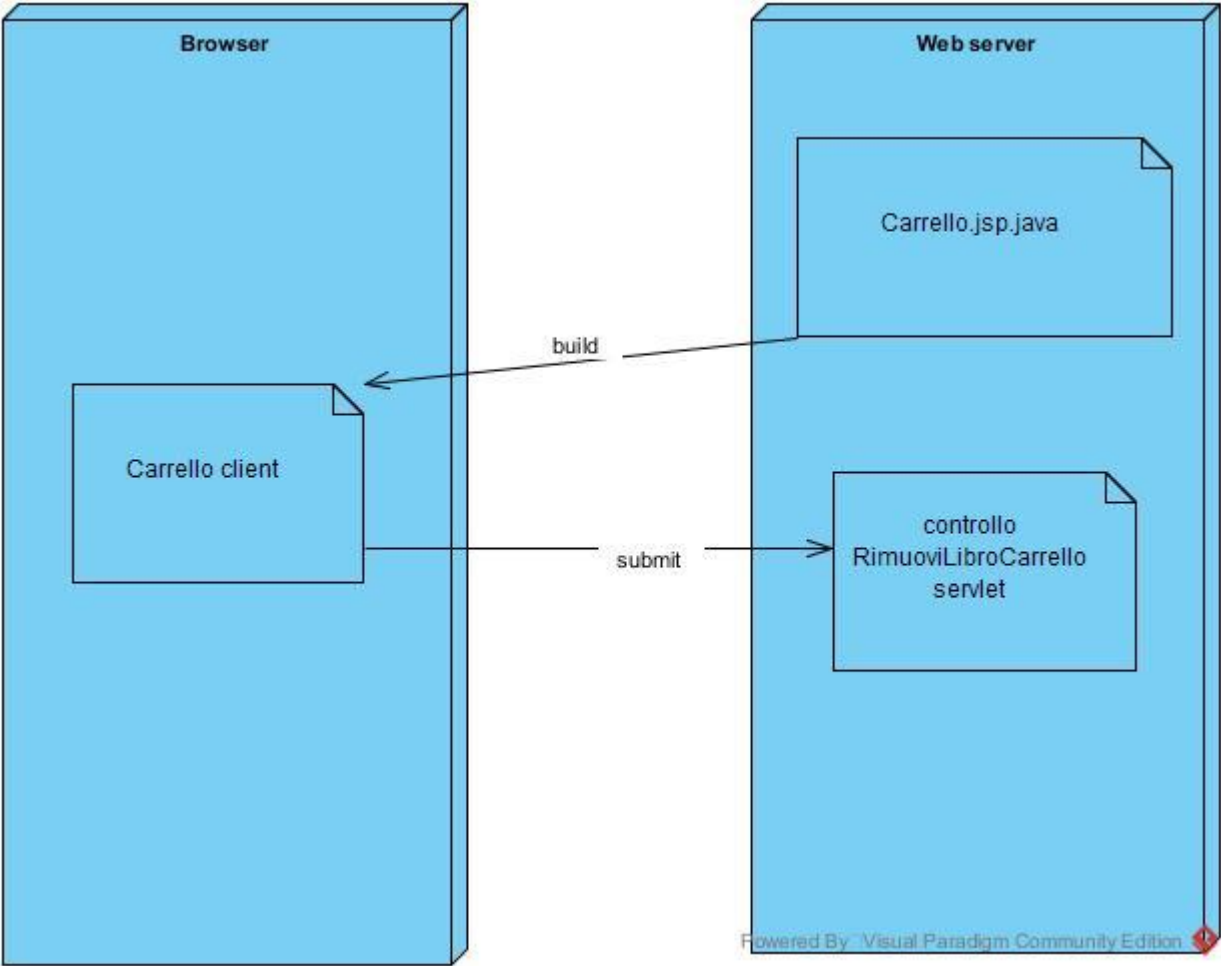 Browser
Web server
Carrello.jsp.java
build
Carrello client
submit
controllo
RimuoviLibroCarrello
servlet
Powered By Visual Paradigm Community Edition